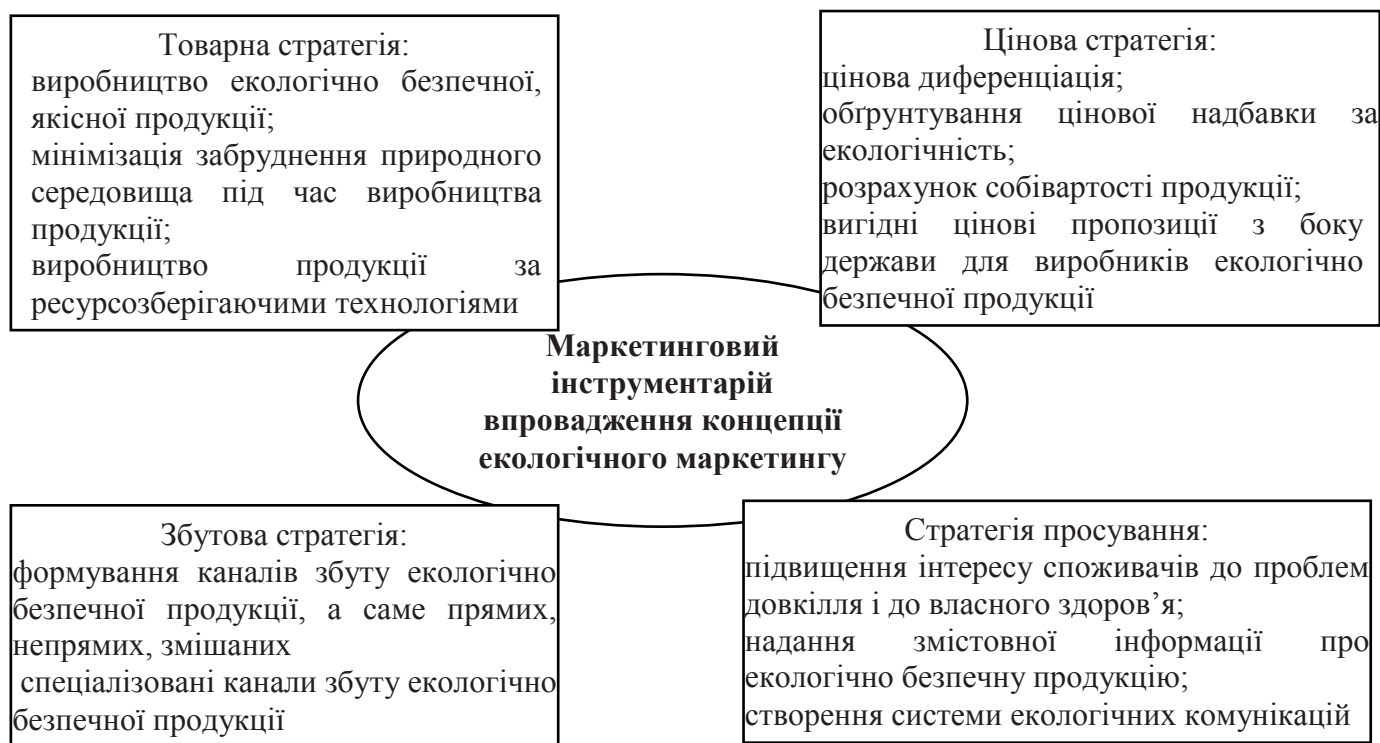 Товарна стратегія:
виробництво екологічно безпечної,
якісної продукції;
мінімізація забруднення природного
середовища під час виробництва
продукції;
виробництво продукції за
ресурсозберігаючими технологіями
Цінова стратегія:
цінова диференціація;
обґрунтування цінової надбавки за
екологічність;
розрахунок собівартості продукції;
вигідні цінові пропозиції з боку
держави для виробників екологічно
безпечної продукції
Маркетинговий
інструментарій
впровадження концепції
екологічного маркетингу
Збутова стратегія:
формування каналів збуту екологічно
безпечної продукції, а саме прямих,
непрямих, змішаних
спеціалізовані канали збуту екологічно
безпечної продукції
Стратегія просування:
підвищення інтересу споживачів до проблем
довкілля і до власного здоров’я;
надання змістовної інформації про
екологічно безпечну продукцію;
створення системи екологічних комунікацій